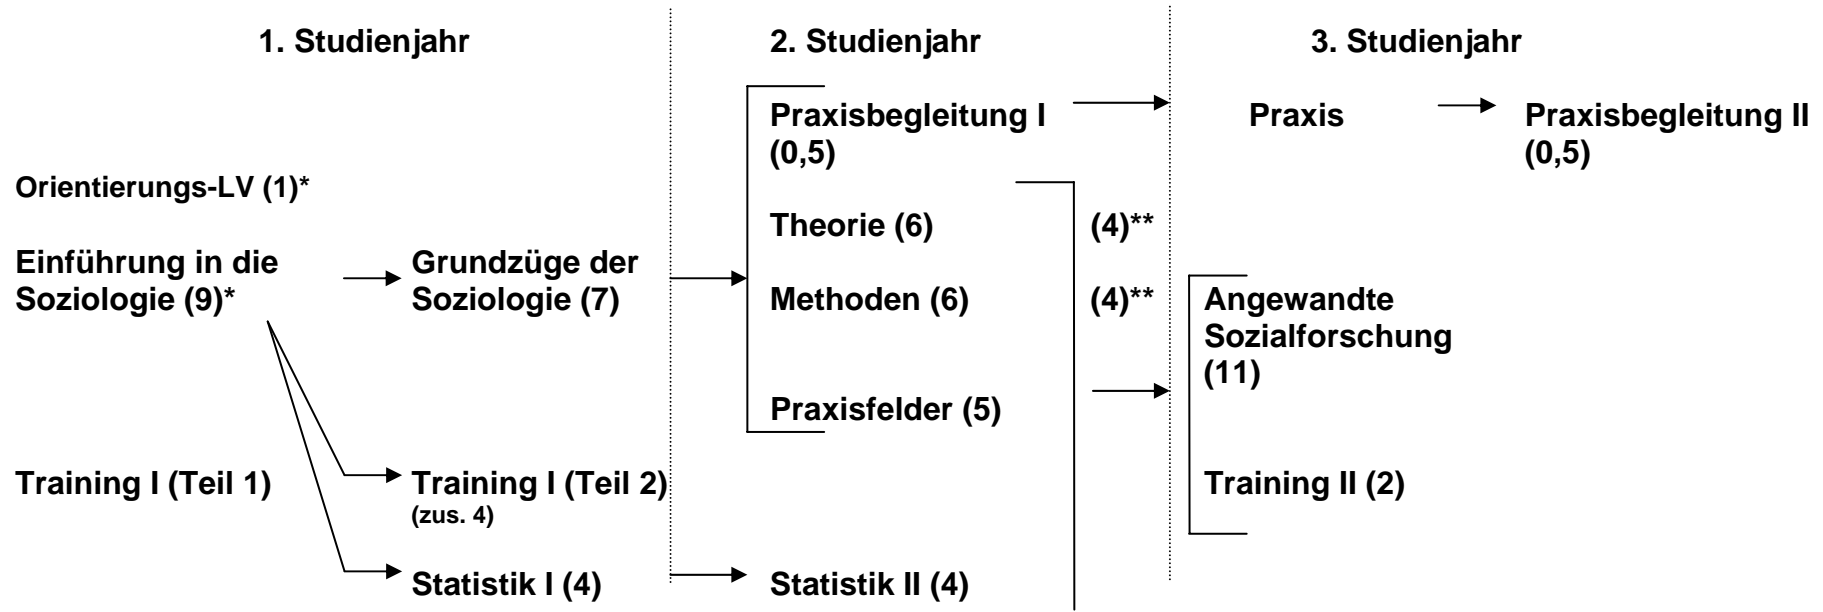 1. Studienjahr
2. Studienjahr
3. Studienjahr
Praxisbegleitung I
(0,5)
Praxis
Praxisbegleitung II
(0,5)
Orientierungs-LV (1)*
Theorie (6)
(4)**
Einführung in die
Soziologie (9)*
Grundzüge der
Soziologie (7)
Methoden (6)
(4)**
Angewandte
Sozialforschung
(11)
Praxisfelder (5)
Training I (Teil 1)
Training I (Teil 2)
(zus. 4)
Training II (2)
Statistik I (4)
Statistik II (4)